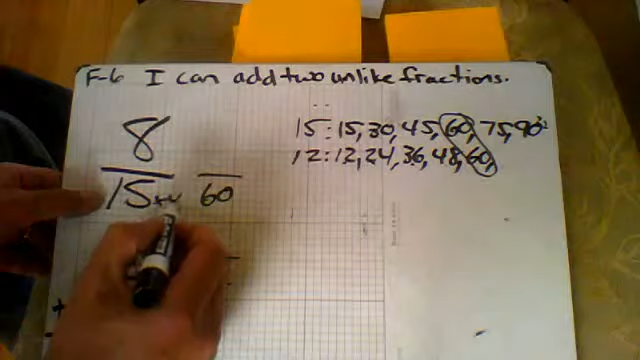 F-6 I can add two unlike fractions.
15: 15, 30, 45, 60, 75, 90
12: 12, 24, 36, 48, 60,
8
15 x4 60
+